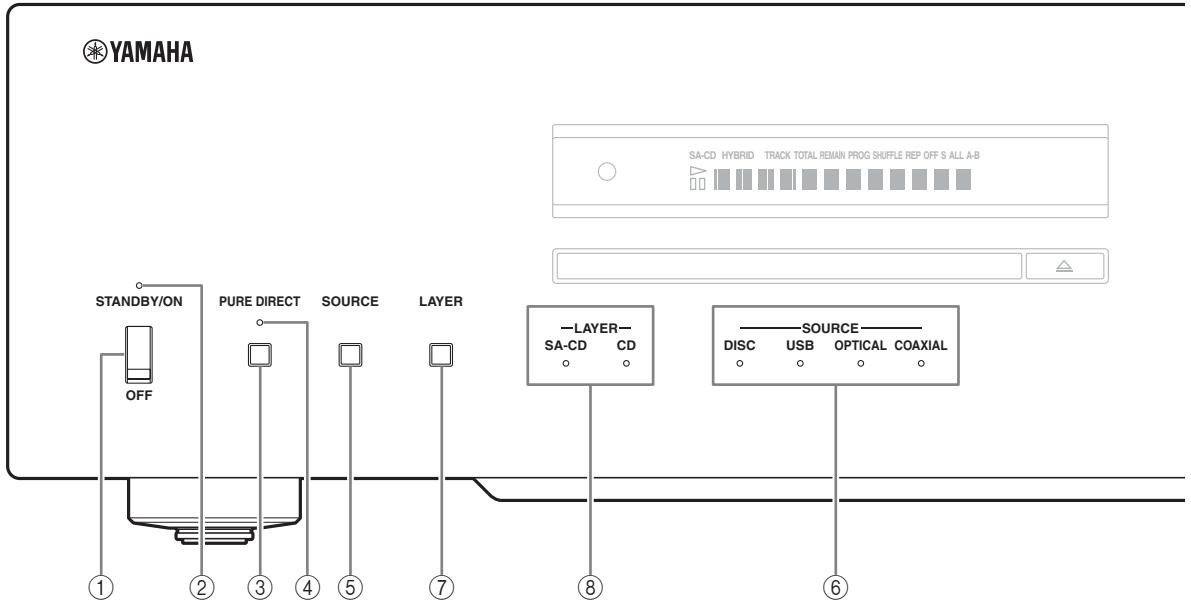 YAMAHA
SA-CD HYBRID TRACK TOTAL REMAIN PROG SHUFFLE REP OFF S ALL A-B
STANDBY/ON
PURE DIRECT
SOURCE
LAYER
OFF
LAYER
SA-CD CD
SOURCE
DISC USB OPTICAL COAXIAL
① ② ③ ④ ⑤ ⑦ ⑧ ⑥